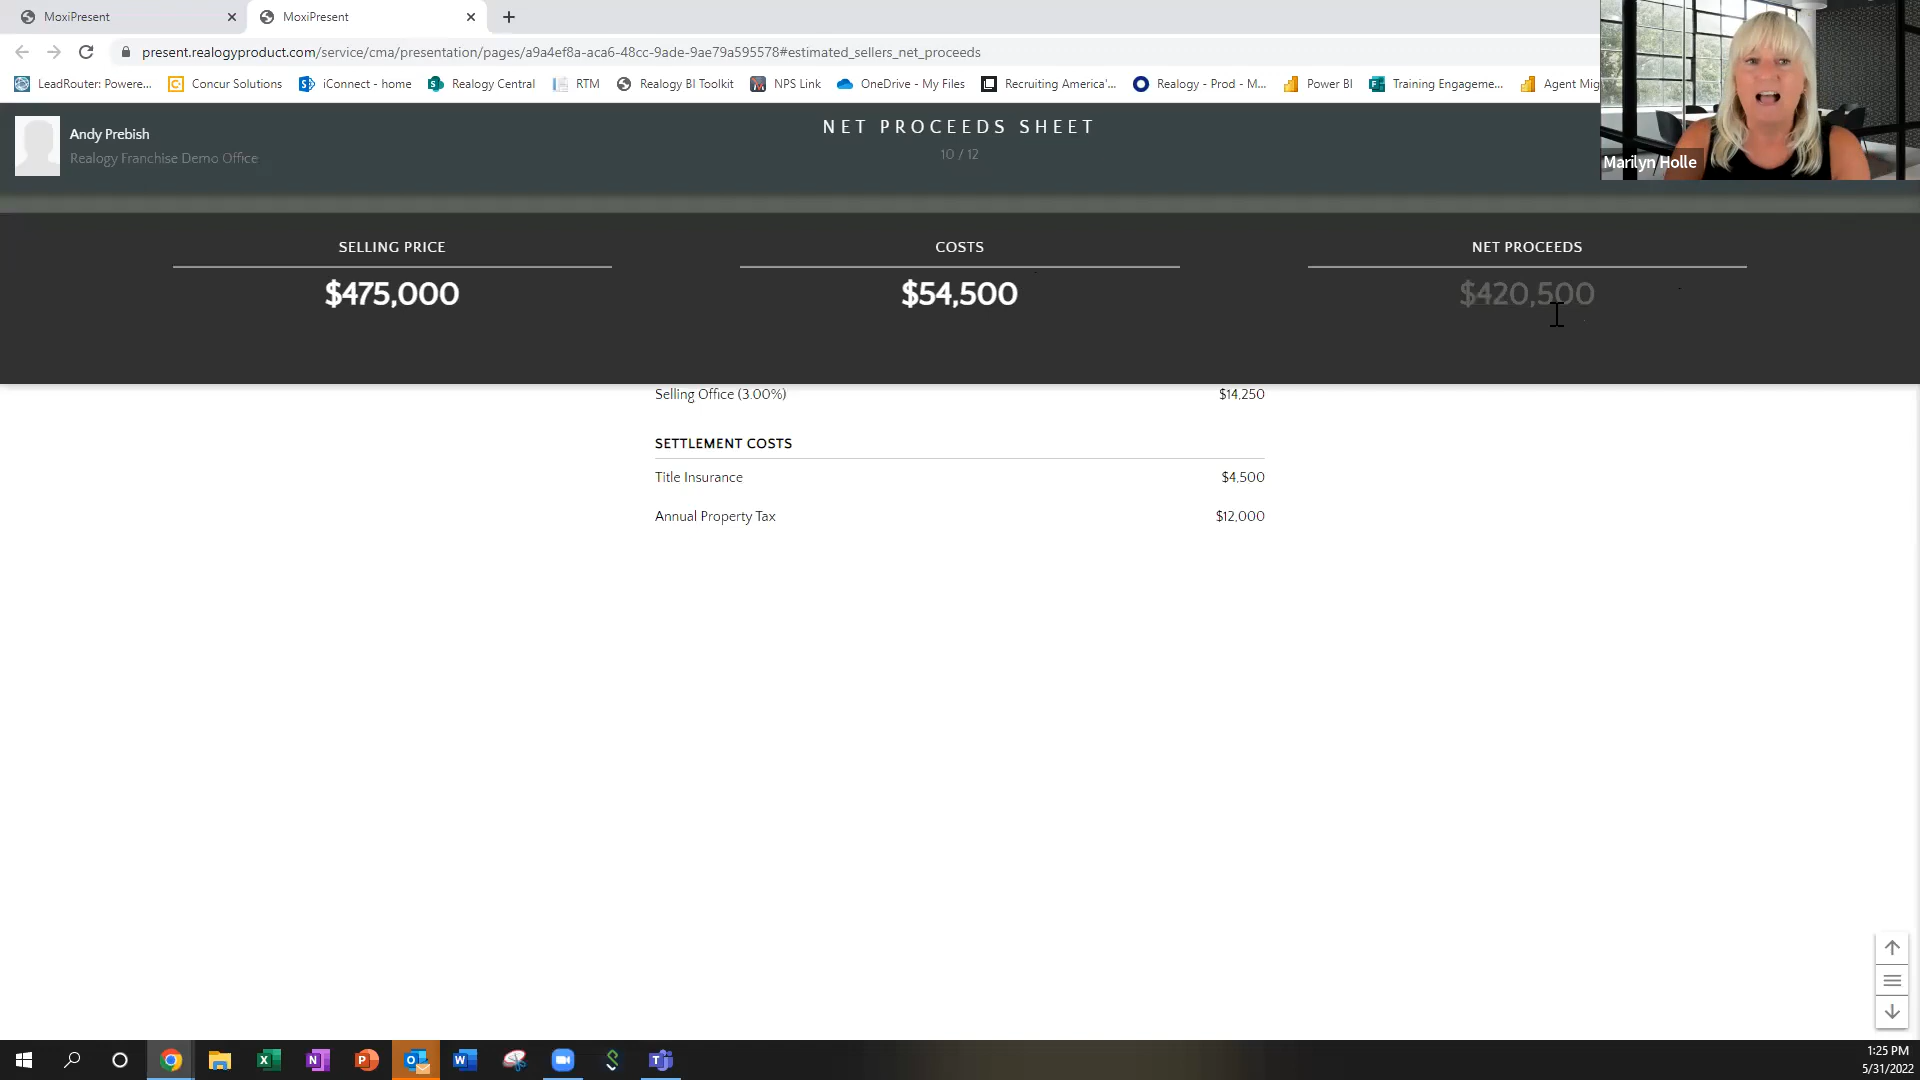 MoxiPresent
MoxiPresent
present.realogyproduct.com/service/cma/presentation/pages/a9a4ef8a-aca6-48cc-9ade-9ae79a595578#estimated_sellers_net_proceeds
LeadRouter: Powere... Concur Solutions iConnect - home Realogy Central RTM Realogy BI Toolkit NPS Link OneDrive - My Files Recruiting America'... Realogy - Prod - M... Power BI Training Engageme... Agent Mig
Andy Prebish
Realogy Franchise Demo Office
NET PROCEEDS SHEET
10 / 12
Marilyn Holle
SELLING PRICE
$475,000
COSTS
$54,500
NET PROCEEDS
$420,500
Selling Office (3.00%) $14,250
SETTLEMENT COSTS
Title Insurance $4,500
Annual Property Tax $12,000
1:25 PM
5/31/2022